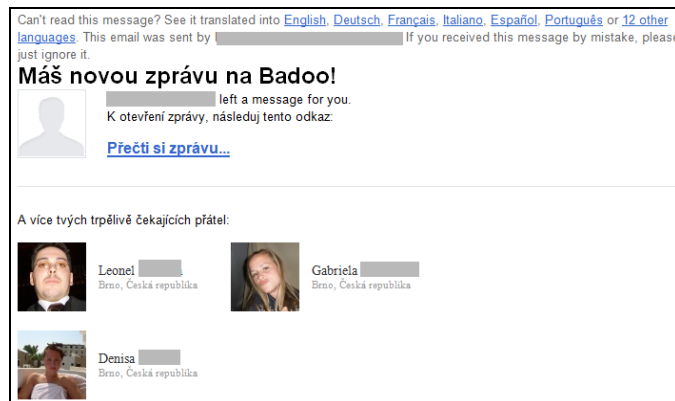 Can't read this message? See it translated into English, Deutsch, Français, Italiano, Español, Português or 12 other
languages. This email was sent by If you received this message by mistake, please
just ignore it.
Máš novou zprávu na Badoo!
left a message for you.
K otevření zprávy, následuj tento odkaz:
Přečti si zprávu...
A více tvých trpělivě čekajících přátel:
Leonel
Brno, Česká republika
Gabriela
Brno, Česká republika
Denisa
Brno, Česká republika